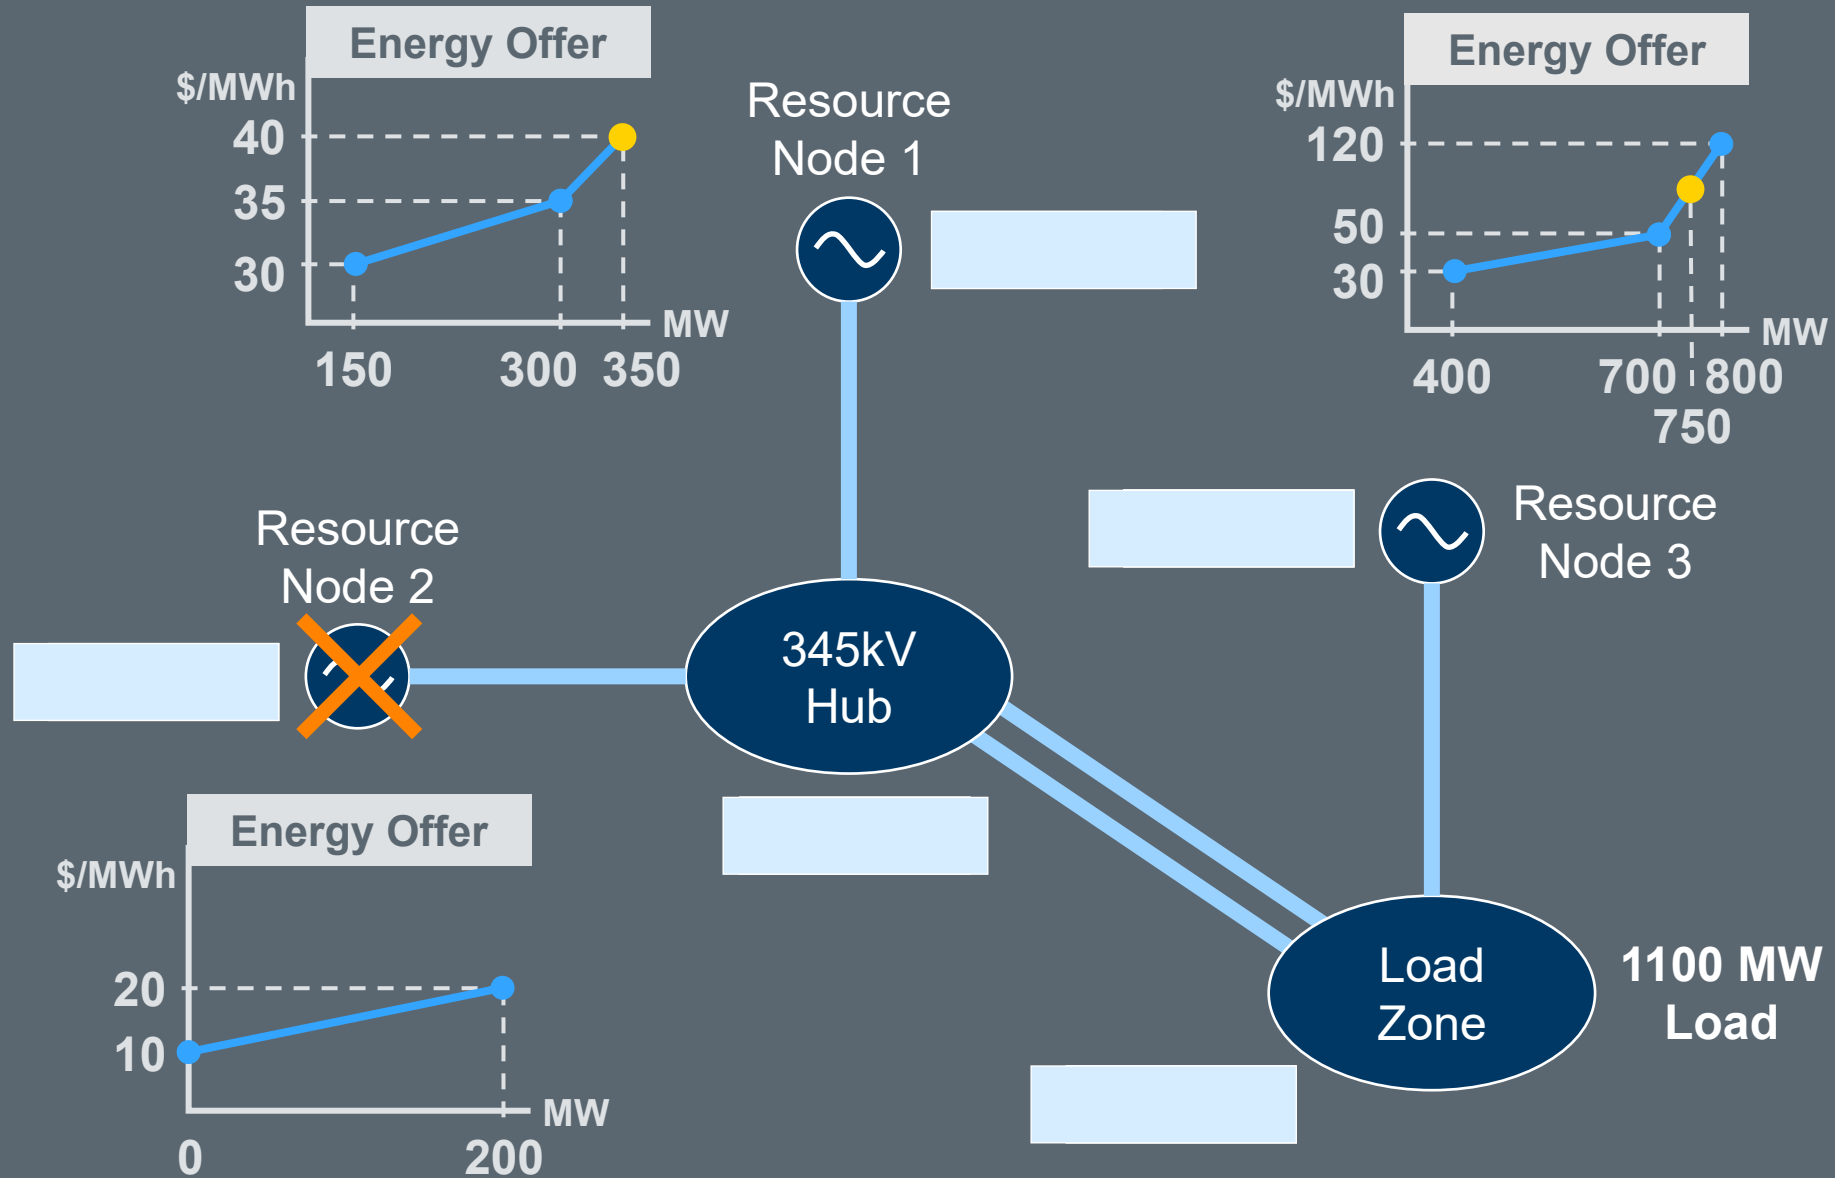 Energy Offer
$/MWh
40
35
30
150
300
350
MW
Resource
Node 1
Energy Offer
$/MWh
120
50
30
400
700
800
750
MW
Resource
Node 2
Resource
Node 3
345kV
Hub
Energy Offer
$/MWh
20
10
0
200
MW
Load
Zone
1100 MW
Load